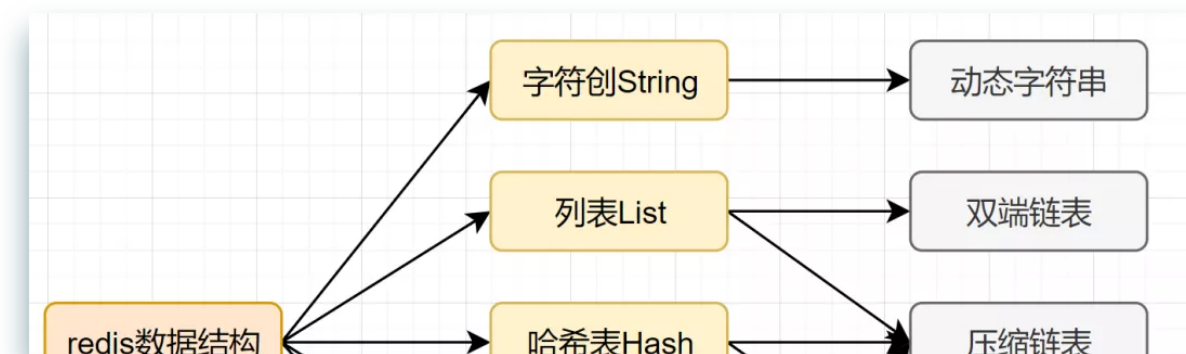 字符创String
动态字符串
列表List
双端链表
redis数据结构
哈希表Hash
压缩链表